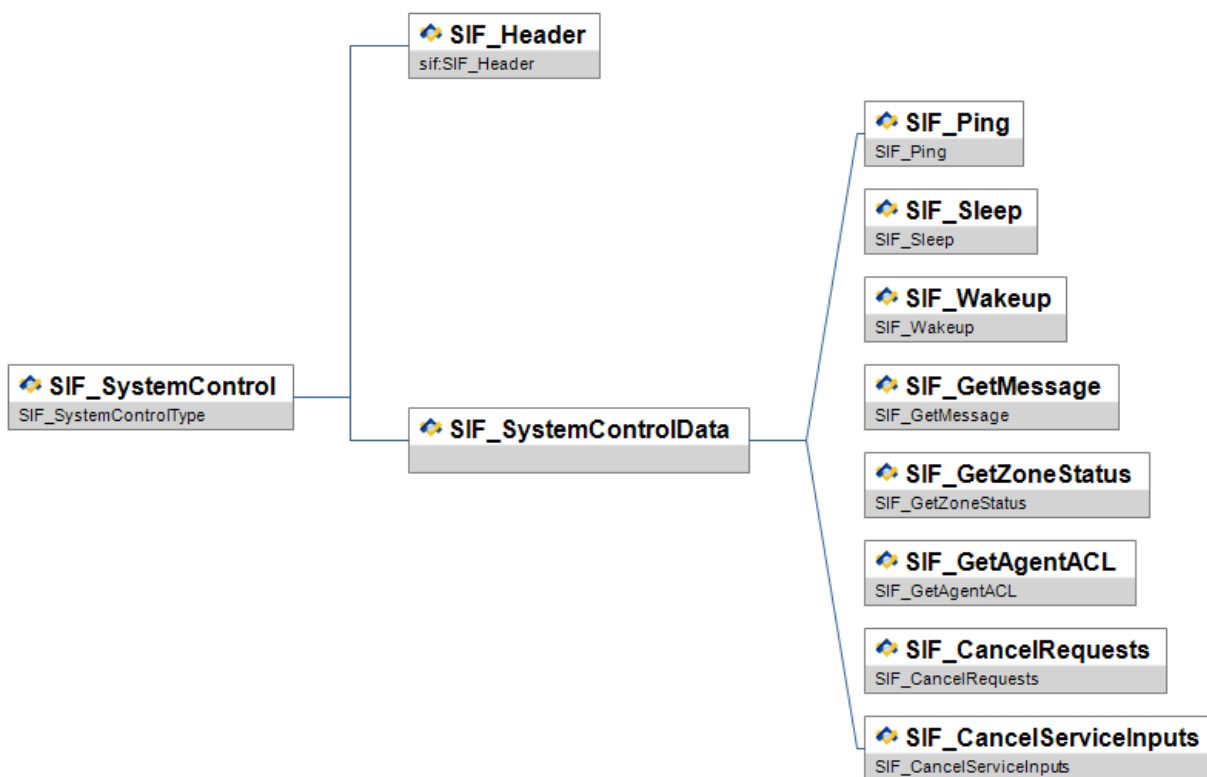 SIF_Header
sif:SIF_Header
SIF_Ping
SIF_Ping
SIF_Sleep
SIF_Sleep
SIF_Wakeup
SIF_Wakeup
SIF_SystemControl
SIF_SystemControlType
SIF_SystemControlData
SIF_GetMessage
SIF_GetMessage
SIF_GetZoneStatus
SIF_GetZoneStatus
SIF_GetAgentACL
SIF_GetAgentACL
SIF_CancelRequests
SIF_CancelRequests
SIF_CancelServiceInputs
SIF_CancelServiceInputs